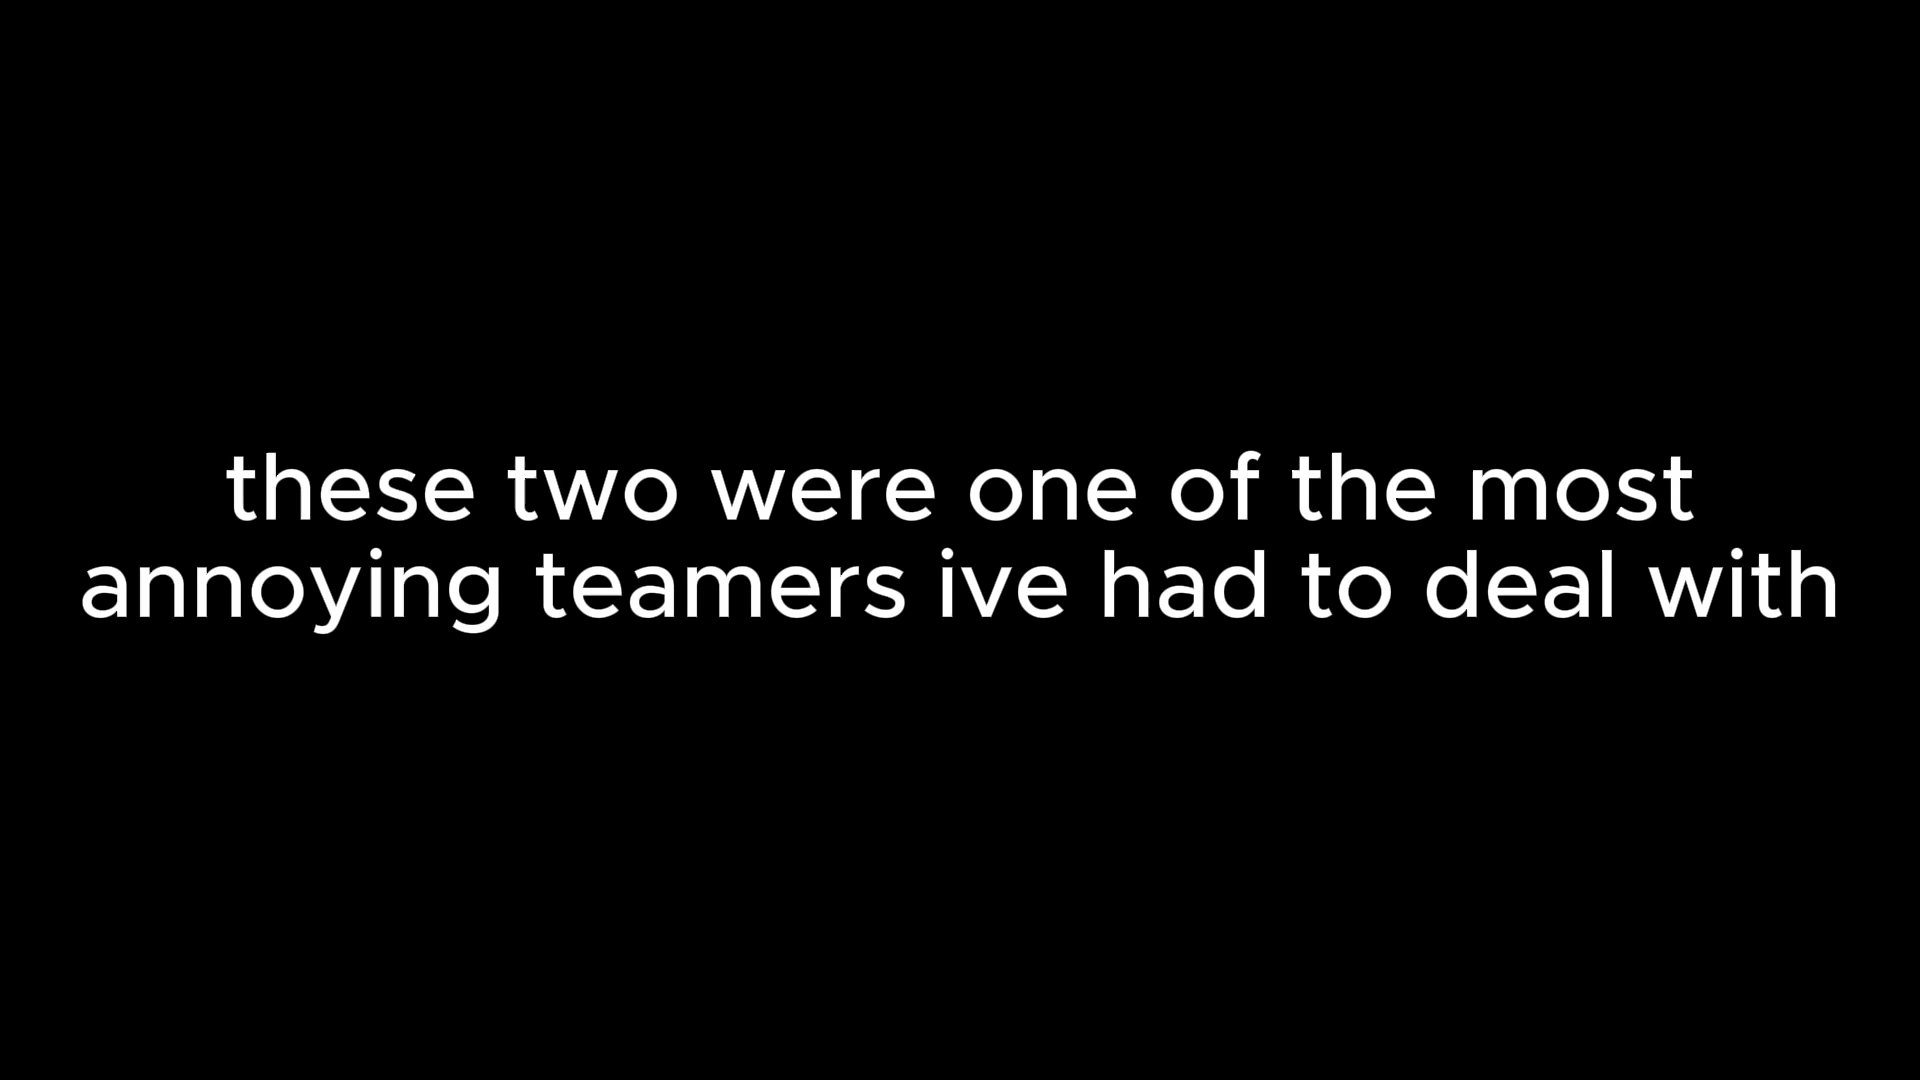 these two were one of the most
annoying teamers ive had to deal with